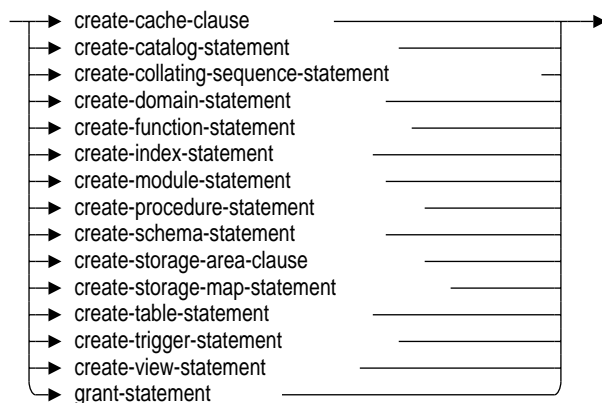 create-cache-clause
create-catalog-statement
create-collating-sequence-statement
create-domain-statement
create-function-statement
create-index-statement
create-module-statement
create-procedure-statement
create-schema-statement
create-storage-area-clause
create-storage-map-statement
create-table-statement
create-trigger-statement
create-view-statement
grant-statement